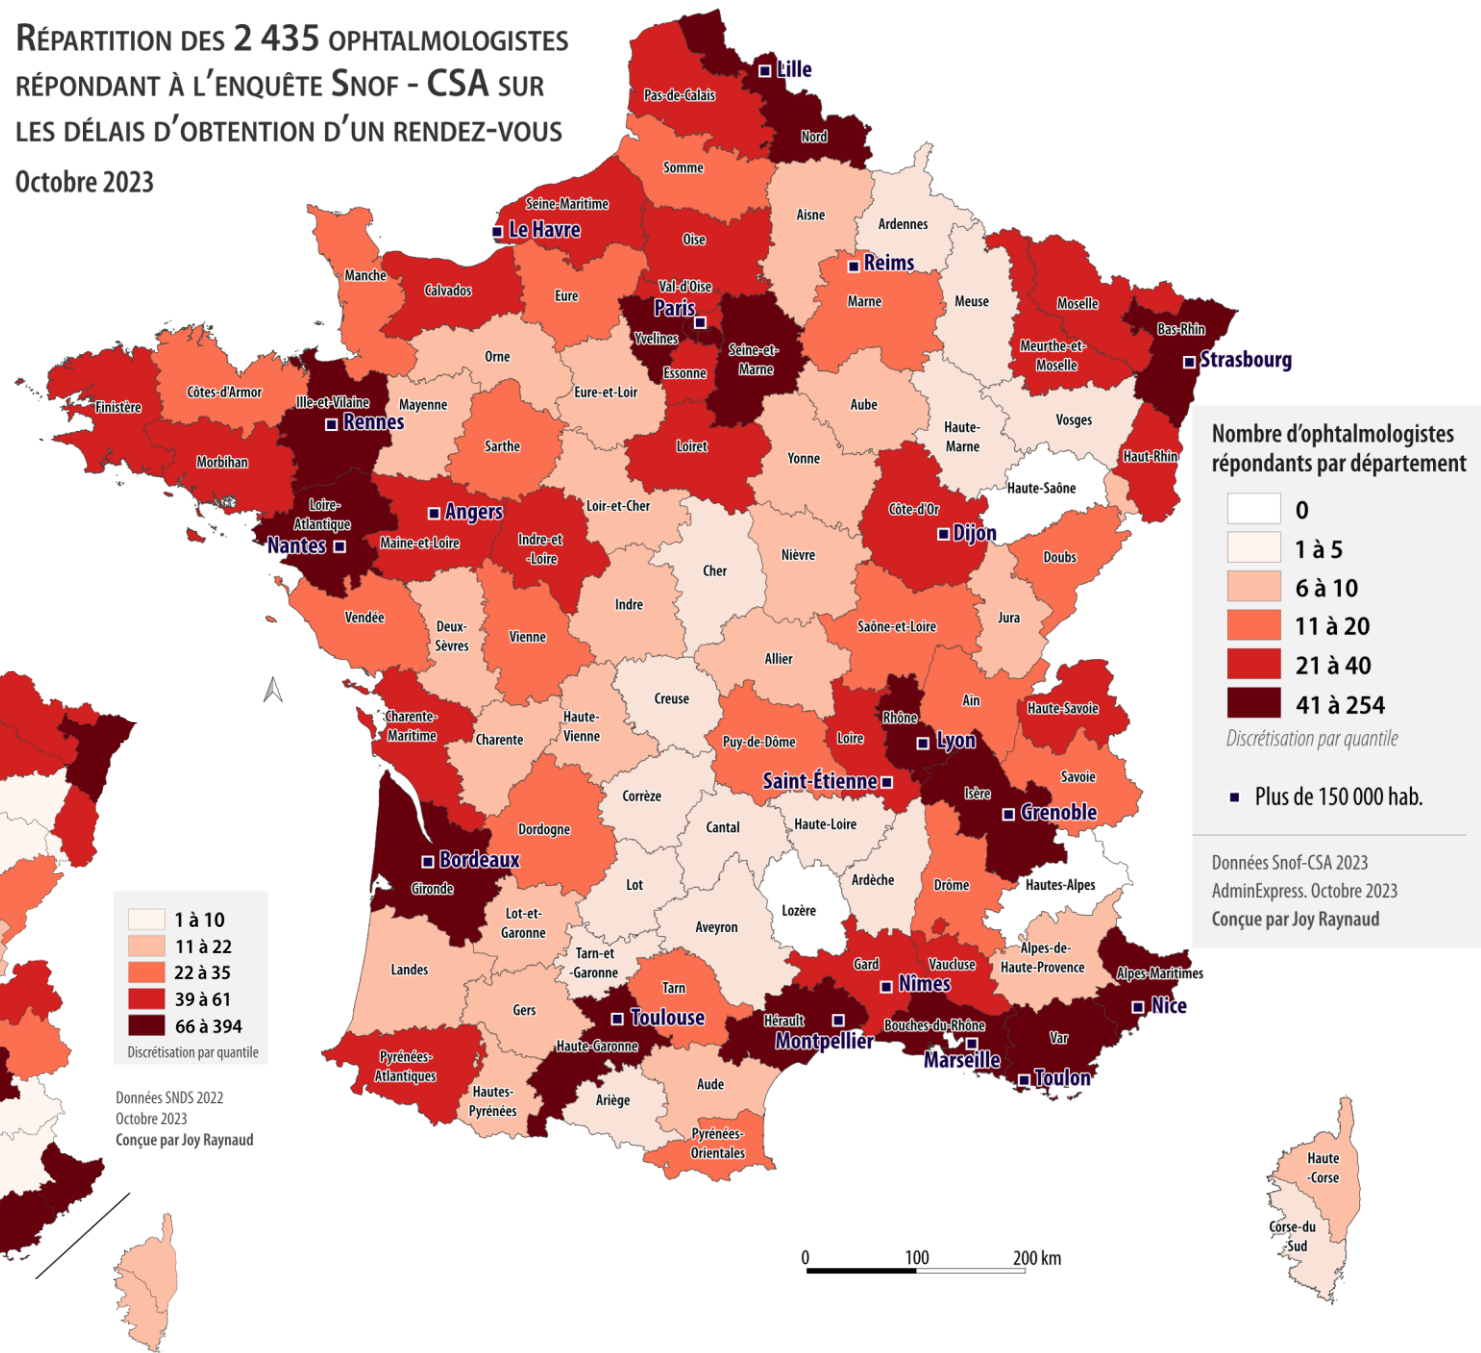 RÉPARTITION DES 2 435 OPHTALMOLOGISTES
RÉPONDANT À L'ENQUÊTE SNOF - CSA SUR
LES DÉLAIS D'OBTENTION D'UN RENDEZ-VOUS
Octobre 2023
Lille
Pas-de-Calais
Nord
Somme
Aisne
Ardennes
Seine-Maritime
Le Havre
Oise
Reims
Manche
Calvados
Eure
Val-d'Oise
Paris
Marne
Meuse
Moselle
Bas-Rhin
Yvelines
Seine-et-
Marne
Meurthe-et-
Moselle
Strasbourg
Orne
Essonne
Finistère
Côtes-d'Armor
Ille-et-Vilaine
Rennes
Mayenne
Eure-et-Loir
Aube
Haute-
Marne
Vosges
Morbihan
Sarthe
Loiret
Yonne
Haut-Rhin
Loire-
Atlantique
Nantes
Angers
Maine-et-Loire
Indre-et
-Loire
Loir-et-Cher
Côte-d'Or
Dijon
Haute-Saône
Cher
Nièvre
Doubs
Vendée
Deux-
Sèvres
Vienne
Indre
Saône-et-Loire
Jura
Allier
Creuse
Charente-
Maritime
Charente
Haute-
Vienne
Puy-de-Dôme
Loire
Rhône
Lyon
Ain
Haute-Savoie
Saint-Étienne
Savoie
Isère
Grenoble
Corrèze
Cantal
Haute-Loire
Dordogne
Bordeaux
Gironde
Lot
Lozère
Ardèche
Drôme
Hautes-Alpes
Lot-et-
Garonne
Aveyron
Tarn-et
-Garonne
Landes
Gard
Nîmes
Vaucluse
Alpes-de-
Haute-Provence
Alpes-Maritimes
Nice
Gers
Tarn
Toulouse
Haute-Garonne
Hérault
Montpellier
Bouches-du-Rhône
Marseille
Var
Toulon
Pyrénées-
Atlantiques
Hautes-
Pyrénées
Ariège
Aude
Pyrénées-
Orientales
Haute
-Corse
Corse-du
-Sud
Nombre d'ophtalmologistes
répondants par département
0
1 à 5
6 à 10
11 à 20
21 à 40
41 à 254
Discrétisation par quantile
Plus de 150 000 hab.
Données Snof-CSA 2023
AdminExpress. Octobre 2023
Conçue par Joy Raynaud
1 à 10
11 à 22
22 à 35
39 à 61
66 à 394
Discrétisation par quantile
Données SNDS 2022
Octobre 2023
Conçue par Joy Raynaud
0 100 200 km